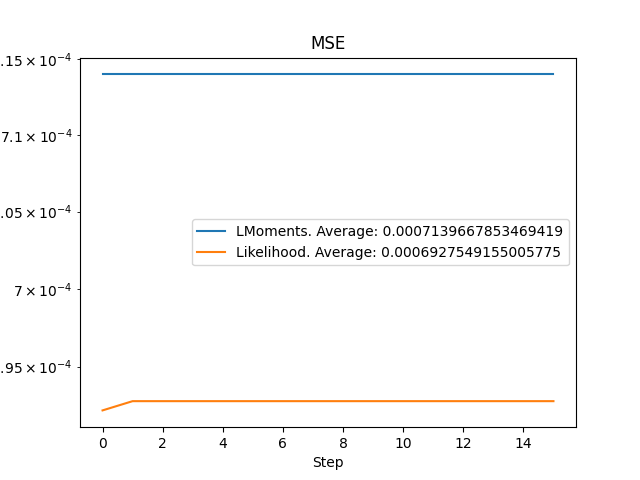 MSE
.15 × 10⁻⁴
7.1 × 10⁻⁴
.05 × 10⁻⁴
7 × 10⁻⁴
.95 × 10⁻⁴
LMoments. Average: 0.0007139667853469419
Likelihood. Average: 0.0006927549155005775
0 2 4 6 8 10 12 14
Step